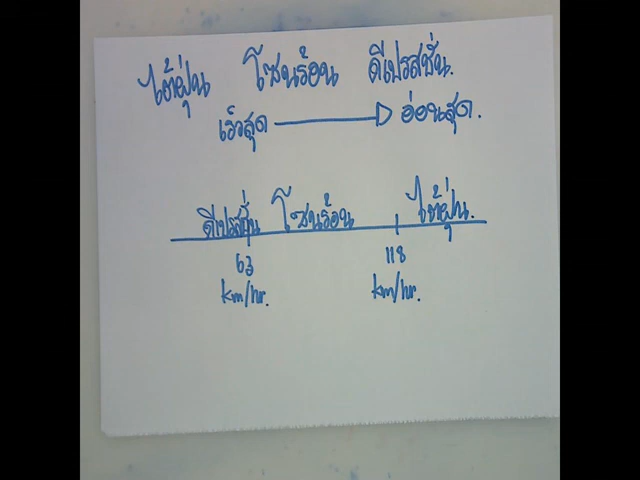 ไต้ฝุ่น โซนร้อน ดีเปรสชั่น.
เร็วสุด อ่อนสุด.
ดีเปรสชั่น โซนร้อน ไต้ฝุ่น.
63 118
km/hr. km/hr.